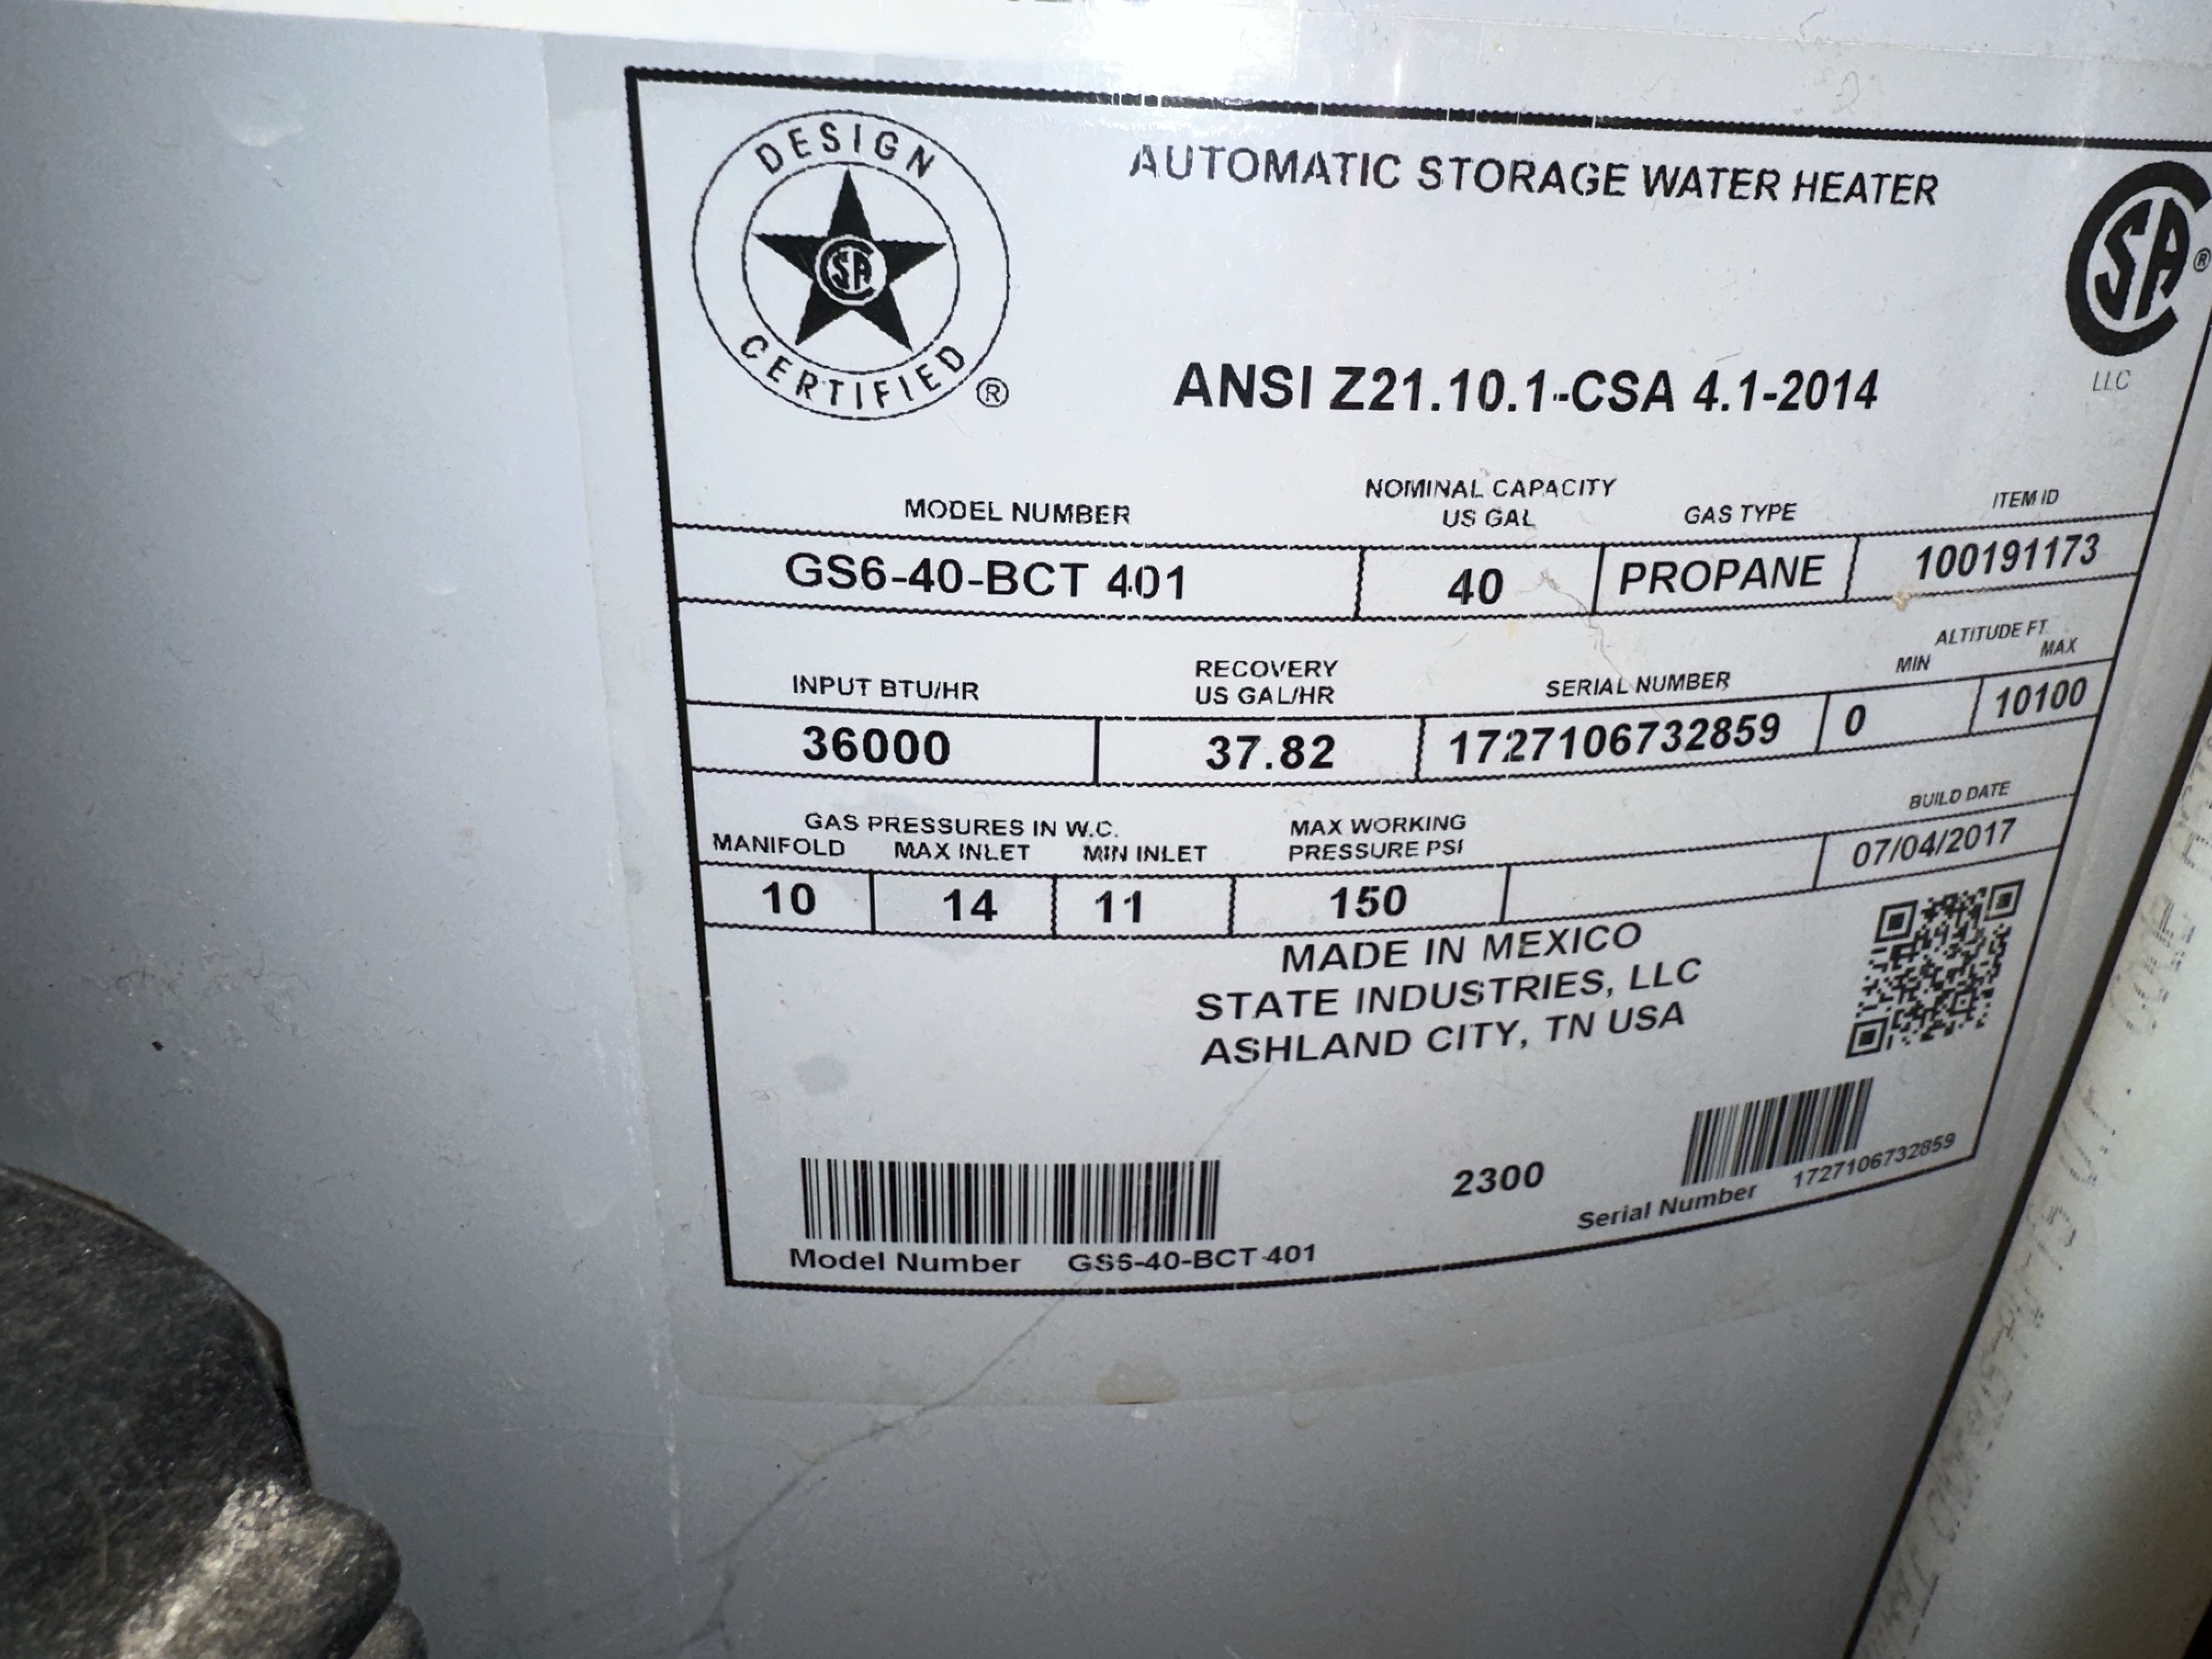 DESIGN
CSA
CERTIFIED ®
AUTOMATIC STORAGE WATER HEATER
CSA ®
LLC
ANSI Z21.10.1-CSA 4.1-2014
MODEL NUMBER
NOMINAL CAPACITY
US GAL
GAS TYPE
ITEM ID
GS6-40-BCT 401 40 PROPANE 100191173
INPUT BTU/HR
RECOVERY
US GAL/HR
SERIAL NUMBER
ALTITUDE FT.
MIN MAX
36000 37.82 1727106732859 0 10100
GAS PRESSURES IN W.C.
MANIFOLD MAX INLET MIN INLET
MAX WORKING
PRESSURE PSI
BUILD DATE
10 14 11 150 07/04/2017
MADE IN MEXICO
STATE INDUSTRIES, LLC
ASHLAND CITY, TN USA
2300
Model Number GS6-40-BCT 401
Serial Number 1727106732859